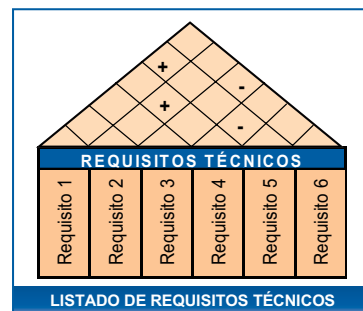 +
-
+
-
REQUISITOS TÉCNICOS
Requisito 1
Requisito 2
Requisito 3
Requisito 4
Requisito 5
Requisito 6
LISTADO DE REQUISITOS TÉCNICOS